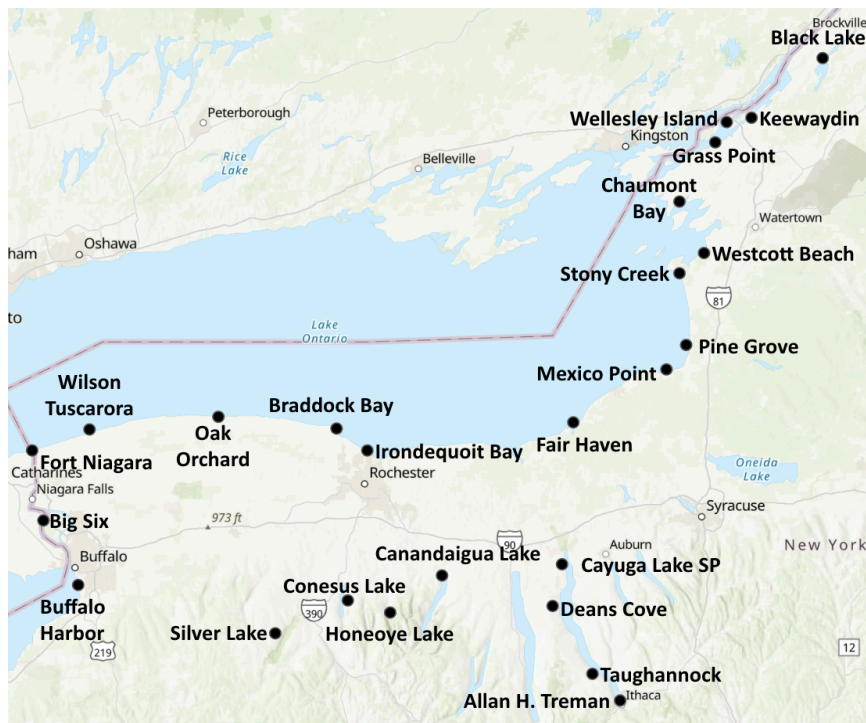 Brockville
Black Lake
Peterborough
Wellesley Island
Keewaydin
Kingston
Grass Point
Rice
Lake
Belleville
Chaumont
Bay
Watertown
ham
Oshawa
Westcott Beach
Stony Creek
81
to
Lake
Ontario
Pine Grove
Mexico Point
Wilson
Tuscarora
Braddock Bay
Oak
Orchard
Fair Haven
Irondequoit Bay
Fort Niagara
Catharines
Rochester
Oneida
Lake
Niagara Falls
Syracuse
Big Six
973 ft
90
Auburn
New York
Buffalo
Canandaigua Lake
Cayuga Lake SP
Conesus Lake
390
Deans Cove
Buffalo
Harbor
Silver Lake
Honeoye Lake
219
12
Taughannock
Allan H. Treman
Ithaca